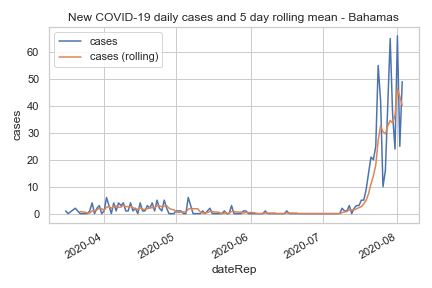 New COVID-19 daily cases and 5 day rolling mean - Bahamas
cases
cases (rolling)
60
50
40
30
20
10
0
cases
2020-04
2020-05
2020-06
2020-07
2020-08
dateRep